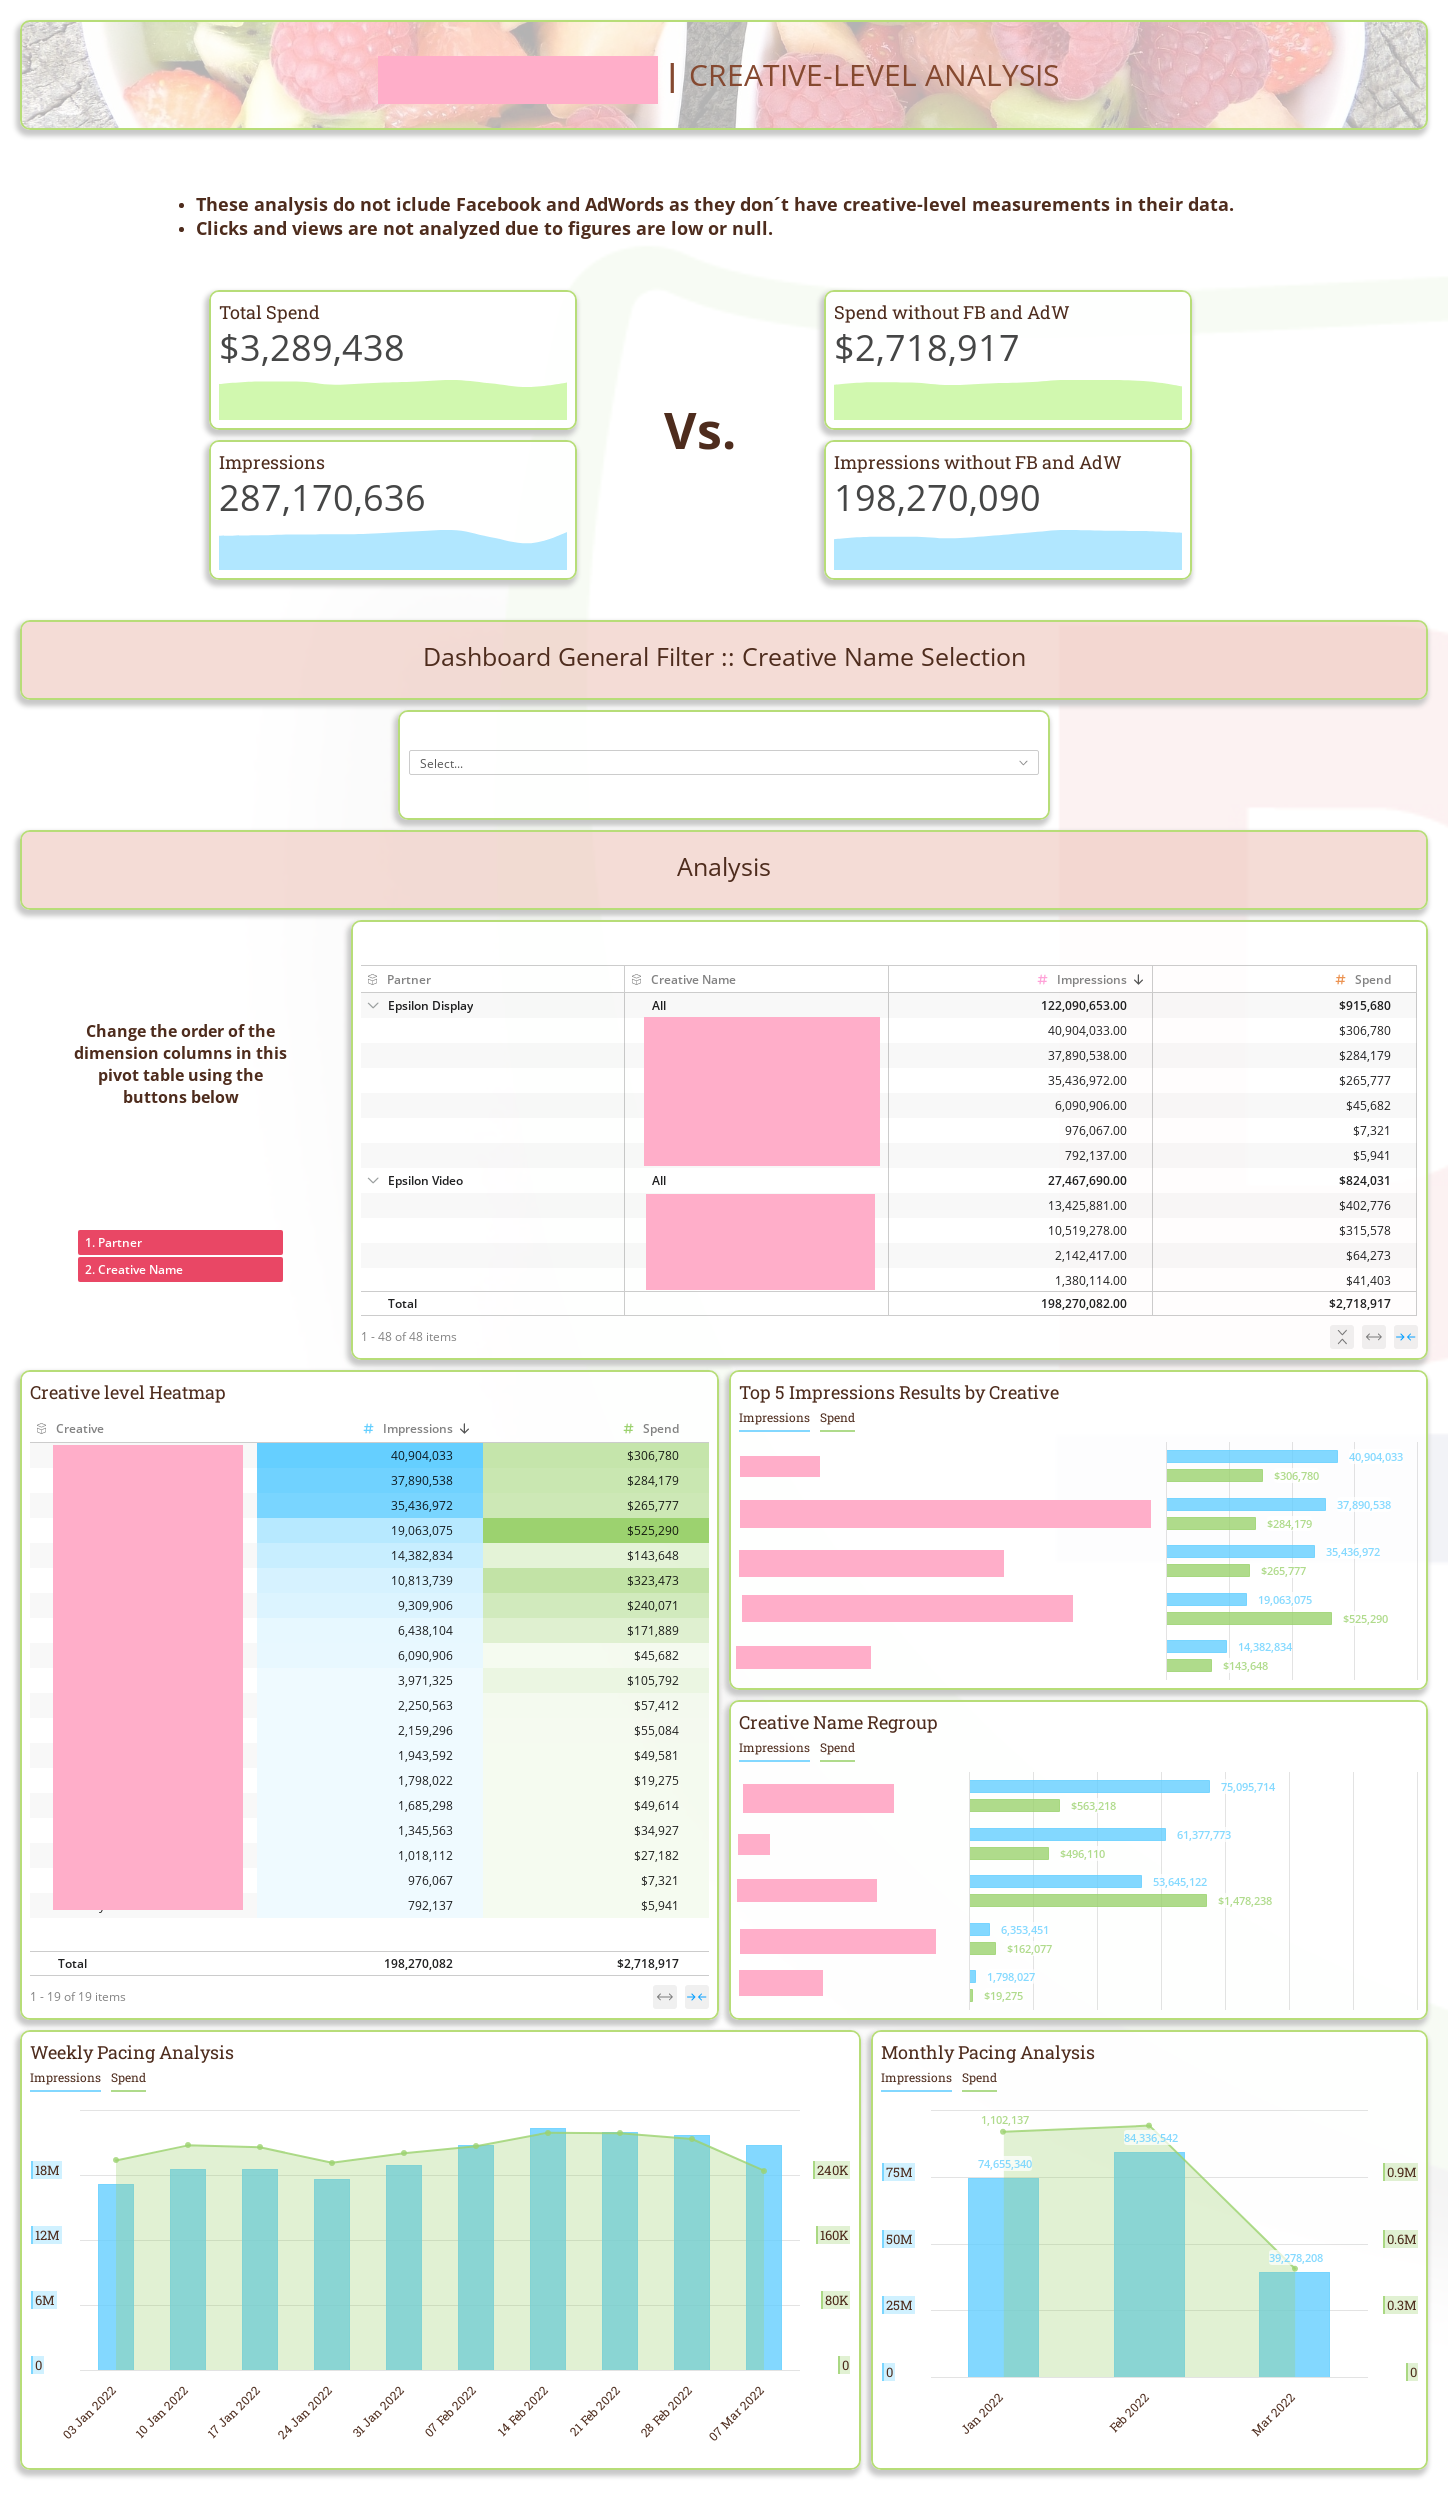 | CREATIVE-LEVEL ANALYSIS
• These analysis do not iclude Facebook and AdWords as they don´t have creative-level measurements in their data.
• Clicks and views are not analyzed due to figures are low or null.
Total Spend
$3,289,438
Spend without FB and AdW
$2,718,917
Vs.
Impressions
287,170,636
Impressions without FB and AdW
198,270,090
Dashboard General Filter :: Creative Name Selection
Select...
Analysis
Change the order of the
dimension columns in this
pivot table using the
buttons below
1. Partner
2. Creative Name
Partner Creative Name # Impressions ↓ # Spend
Epsilon Display All 122,090,653.00 $915,680
40,904,033.00 $306,780
37,890,538.00 $284,179
35,436,972.00 $265,777
6,090,906.00 $45,682
976,067.00 $7,321
792,137.00 $5,941
Epsilon Video All 27,467,690.00 $824,031
13,425,881.00 $402,776
10,519,278.00 $315,578
2,142,417.00 $64,273
1,380,114.00 $41,403
Total 198,270,082.00 $2,718,917
1 - 48 of 48 items
Creative level Heatmap
Creative # Impressions ↓ # Spend
40,904,033 $306,780
37,890,538 $284,179
35,436,972 $265,777
19,063,075 $525,290
14,382,834 $143,648
10,813,739 $323,473
9,309,906 $240,071
6,438,104 $171,889
6,090,906 $45,682
3,971,325 $105,792
2,250,563 $57,412
2,159,296 $55,084
1,943,592 $49,581
1,798,022 $19,275
1,685,298 $49,614
1,345,563 $34,927
1,018,112 $27,182
976,067 $7,321
792,137 $5,941
Total 198,270,082 $2,718,917
1 - 19 of 19 items
Top 5 Impressions Results by Creative
Impressions Spend
40,904,033
$306,780
37,890,538
$284,179
35,436,972
$265,777
19,063,075
$525,290
14,382,834
$143,648
Creative Name Regroup
Impressions Spend
75,095,714
$563,218
61,377,773
$496,110
53,645,122
$1,478,238
6,353,451
$162,077
1,798,027
$19,275
Weekly Pacing Analysis
Impressions Spend
18M 240K
12M 160K
6M 80K
0 0
03 Jan 2022 10 Jan 2022 17 Jan 2022 24 Jan 2022 31 Jan 2022 07 Feb 2022 14 Feb 2022 21 Feb 2022 28 Feb 2022 07 Mar 2022
Monthly Pacing Analysis
Impressions Spend
1,102,137
84,336,542
74,655,340
39,278,208
75M 0.9M
50M 0.6M
25M 0.3M
0 0
Jan 2022 Feb 2022 Mar 2022